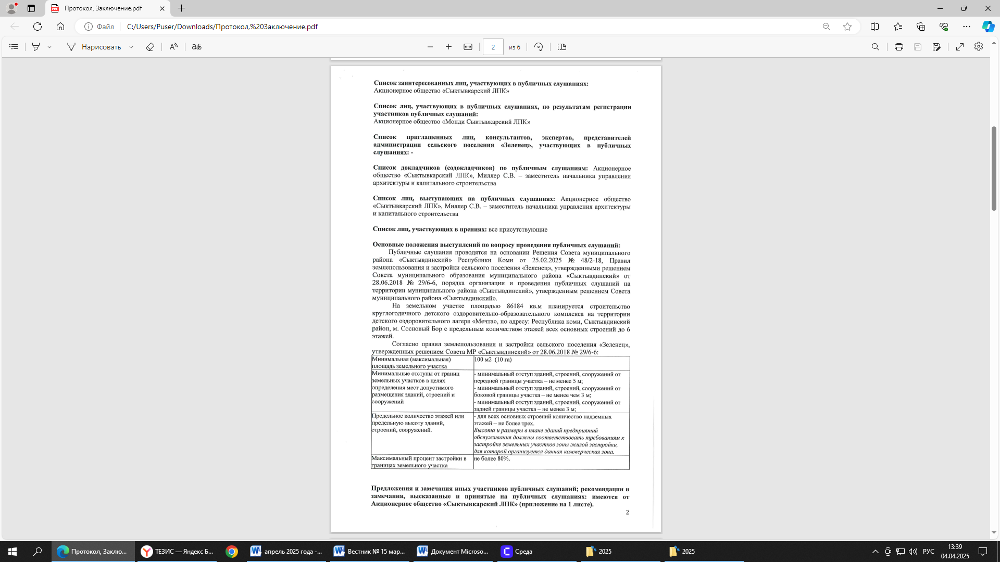 Протокол, Заключение.pdf
Файл
C:/Users/Puser/Downloads/Протокол,%20Заключение.pdf
Нарисовать
2
из 6
Список заинтересованных лиц, участвующих в публичных слушаниях:
Акционерное общество «Сыктывкарский ЛПК»
Список лиц, участвующих в публичных слушаниях, по результатам регистрации
участников публичных слушаний:
Акционерное общество «Монди Сыктывкарский ЛПК»
Список приглашенных лиц, консультантов, экспертов, представителей
администрации сельского поселения «Зеленец», участвующих в публичных
слушаниях: -
Список докладчиков (содокладчиков) по публичным слушаниям: Акционерное
общество «Сыктывкарский ЛПК», Миллер С.В. – заместитель начальника управления
архитектуры и капитального строительства
Список лиц, выступающих на публичных слушаниях: Акционерное общество
«Сыктывкарский ЛПК», Миллер С.В. – заместитель начальника управления архитектуры
и капитального строительства
Список лиц, участвующих в прениях: все присутствующие
Основные положения выступлений по вопросу проведения публичных слушаний:
Публичные слушания проводятся на основании Решения Совета муниципального
района «Сыктывдинский» Республики Коми от 25.02.2025 № 48/2-18, Правил
землепользования и застройки сельского поселения «Зеленец», утвержденными решением
Совета муниципального образования муниципального района «Сыктывдинский» от
28.06.2018 № 29/6-6, порядка организации и проведения публичных слушаний на
территории муниципального района «Сыктывдинский», утвержденным решением Совета
муниципального района «Сыктывдинский».
На земельном участке площадью 86184 кв.м планируется строительство
круглогодичного детского оздоровительно-образовательного комплекса на территории
детского оздоровительного лагеря «Мечта», по адресу: Республика коми, Сыктывдинский
район, м. Сосновый Бор с предельным количеством этажей всех основных строений до 6
этажей.
Согласно правил землепользования и застройки сельского поселения «Зеленец»,
утвержденных решением Совета МР «Сыктывдинский» от 28.06.2018 № 29/6-6:
Минимальная (максимальная)
площадь земельного участка
100 м2 (10 га)
Минимальные отступы от границ
земельных участков в целях
определения мест допустимого
размещения зданий, строений и
сооружений
- минимальный отступ зданий, строений, сооружений от
передней границы участка – не менее 5 м;
- минимальный отступ зданий, строений, сооружений от
боковой границы участка – не менее чем 3 м;
- минимальный отступ зданий, строений, сооружений от
задней границы участка – не менее 3 м;
Предельное количество этажей или
предельную высоту зданий,
строений, сооружений.
- для всех основных строений количество надземных
этажей – не более трех.
Высота и размеры в плане зданий предприятий
обслуживания должны соответствовать требованиям к
застройке земельных участков зоны жилой застройки,
для которой организуется данная коммерческая зона.
Максимальный процент застройки в
границах земельного участка
не более 80%.
Предложения и замечания иных участников публичных слушаний; рекомендации и
замечания, высказанные и принятые на публичных слушаниях: имеются от
Акционерное общество «Сыктывкарский ЛПК» (приложение на 1 листе).
2
Протокол, Заклю...
ТЕЗИС — Яндекс Б...
апрель 2025 года -...
Вестник № 15 мар...
Документ Microso...
Среда
2025
2025
РУС
13:39
04.04.2025